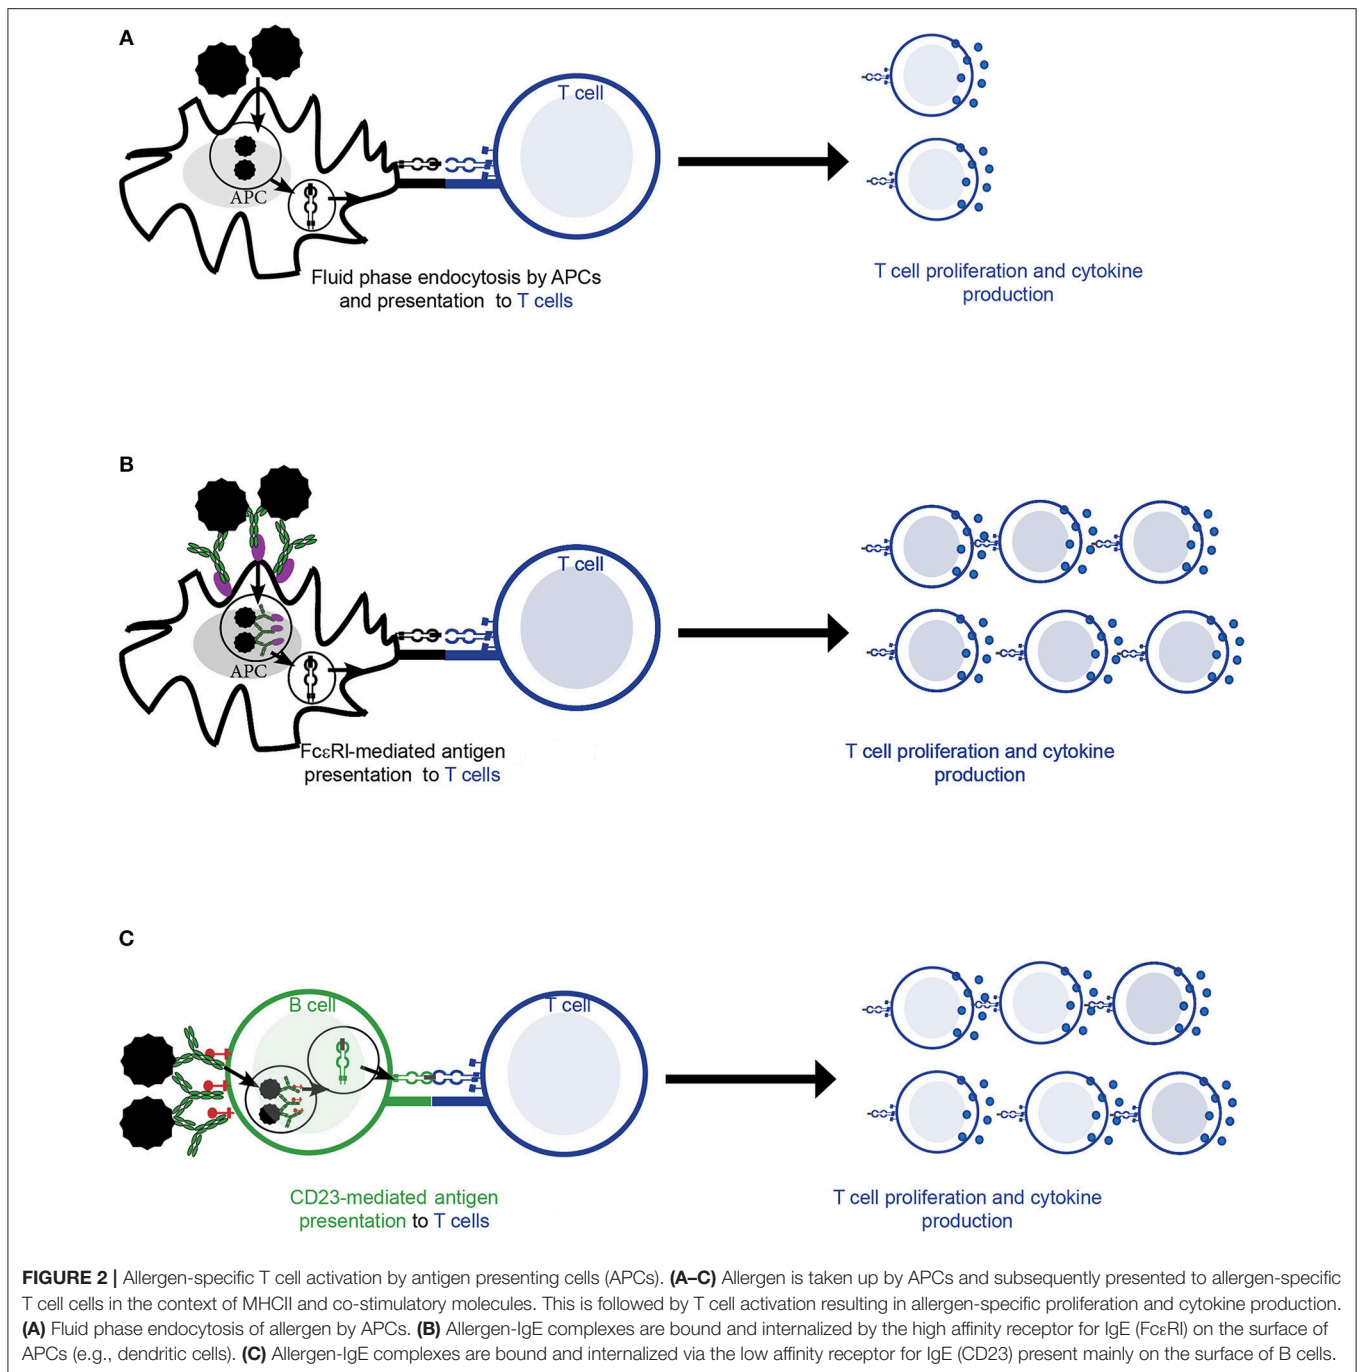 A
T cell
APC
Fluid phase endocytosis by APCs
and presentation to T cells
T cell proliferation and cytokine
production
B
T cell
APC
FcεRI-mediated antigen
presentation to T cells
T cell proliferation and cytokine
production
C
B cell
T cell
CD23-mediated antigen
presentation to T cells
T cell proliferation and cytokine
production
FIGURE 2 | Allergen-specific T cell activation by antigen presenting cells (APCs). (A–C) Allergen is taken up by APCs and subsequently presented to allergen-specific
T cell cells in the context of MHCII and co-stimulatory molecules. This is followed by T cell activation resulting in allergen-specific proliferation and cytokine production.
(A) Fluid phase endocytosis of allergen by APCs. (B) Allergen-IgE complexes are bound and internalized by the high affinity receptor for IgE (FcεRI) on the surface of
APCs (e.g., dendritic cells). (C) Allergen-IgE complexes are bound and internalized via the low affinity receptor for IgE (CD23) present mainly on the surface of B cells.